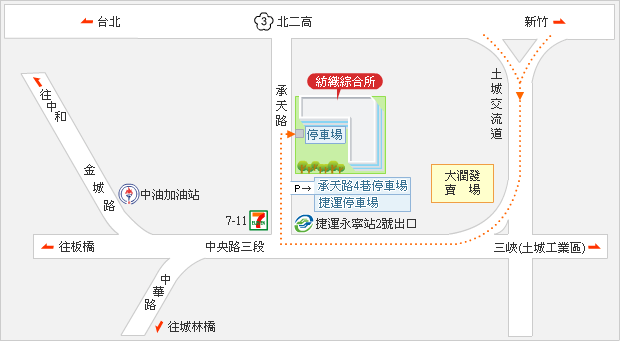 台北
3
北二高
新竹
紡織綜合所
往中和
承天路
土城交流道
停車場
金城路
大潤發
賣 場
P→
承天路4巷停車場
捷運停車場
中油加油站
7-11
7
捷運永寧站2號出口
往板橋
中央路三段
三峽(土城工業區)
中華路
往城林橋